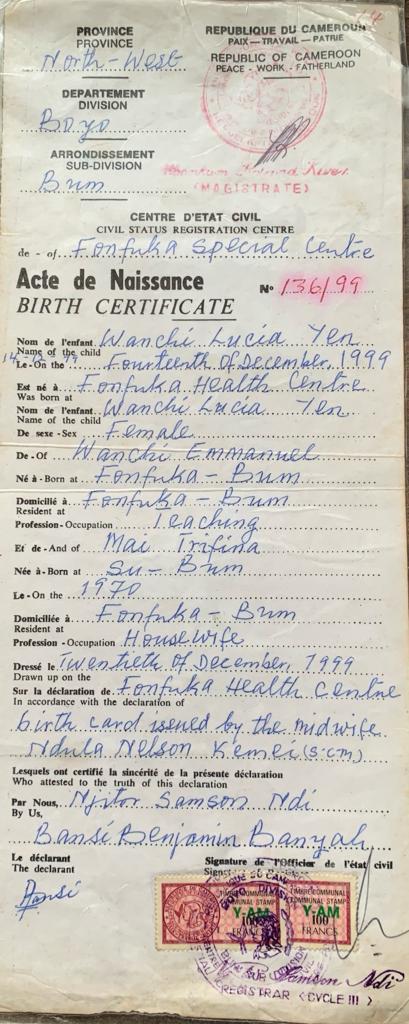 PROVINCE
PROVINCE
North-West
REPUBLIQUE DU CAMEROUN
PAIX — TRAVAIL — PATRIE
REPUBLIC OF CAMEROON
PEACE - WORK - FATHERLAND
DEPARTEMENT
DIVISION
Boyo
ARRONDISSEMENT
SUB-DIVISION
Bum
(MAGISTRATE)
CENTRE D'ETAT CIVIL
CIVIL STATUS REGISTRATION CENTRE
de - of Fonfuka Special Centre
Acte de Naissance
BIRTH CERTIFICATE
N° 136/99
Nom de l'enfant Wanchi Lucia Yen
Name of the child
14-12-99
Le - On the Fourteenth of December, 1999
Est né à Fonfuka Health Centre
Was born at
Nom de l'enfant Wanchi Lucia Yen
Name of the child
De sexe - Sex Female
De - Of Wanchi Emmanuel
Né à - Born at Fonfuka - Bum
Domicilié à Fonfuka - Bum
Resident at
Profession - Occupation Teaching
Et de - And of Mai Trifina
Née à - Born at Su - Bum
Le - On the 1970
Domiciliée à Fonfuka - Bum
Resident at
Profession - Occupation Housewife
Dressé le Twentieth of December, 1999
Drawn up on the
Sur la déclaration de Fonfuka Health Centre
In accordance with the declaration of
birth card issued by the midwife
Ndula Nelson Kemei (S.C.M)
Lesquels ont certifié la sincérité de la présente déclaration
Who attested to the truth of this declaration
Par Nous, Njitor Samson Ndi
By Us,
Bansi Benjamin Banyah
Le déclarant
The declarant
Signature de l'Officier de l'état civil
Bansi
TIMBRE COMMUNAL
COMMUNAL STAMP
Y-AM
100
FRANCS
TIMBRE COMMUNAL
COMMUNAL STAMP
Y-AM
100
FRANCS
Samson Ndi
REGISTRAR (CYCLE III)